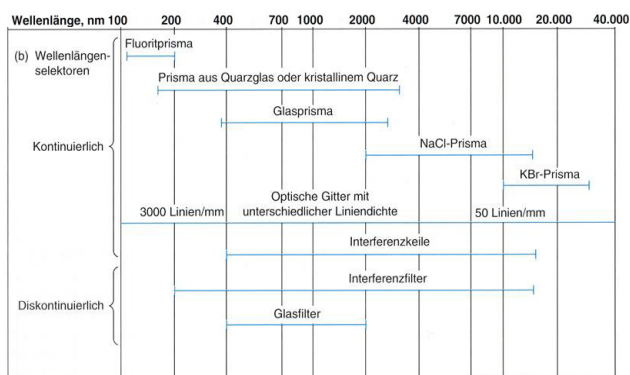 Wellenlänge, nm 100 200 400 700 1000 2000 4000 7000 10.000 20.000 40.000
Fluoritprisma
(b) Wellenlängen-
selektoren
Prisma aus Quarzglas oder kristallinem Quarz
Glasprisma
Kontinuierlich
NaCl-Prisma
KBr-Prisma
Optische Gitter mit
3000 Linien/mm unterschiedlicher Liniendichte 50 Linien/mm
Interferenzkeile
Interferenzfilter
Diskontinuierlich
Glasfilter